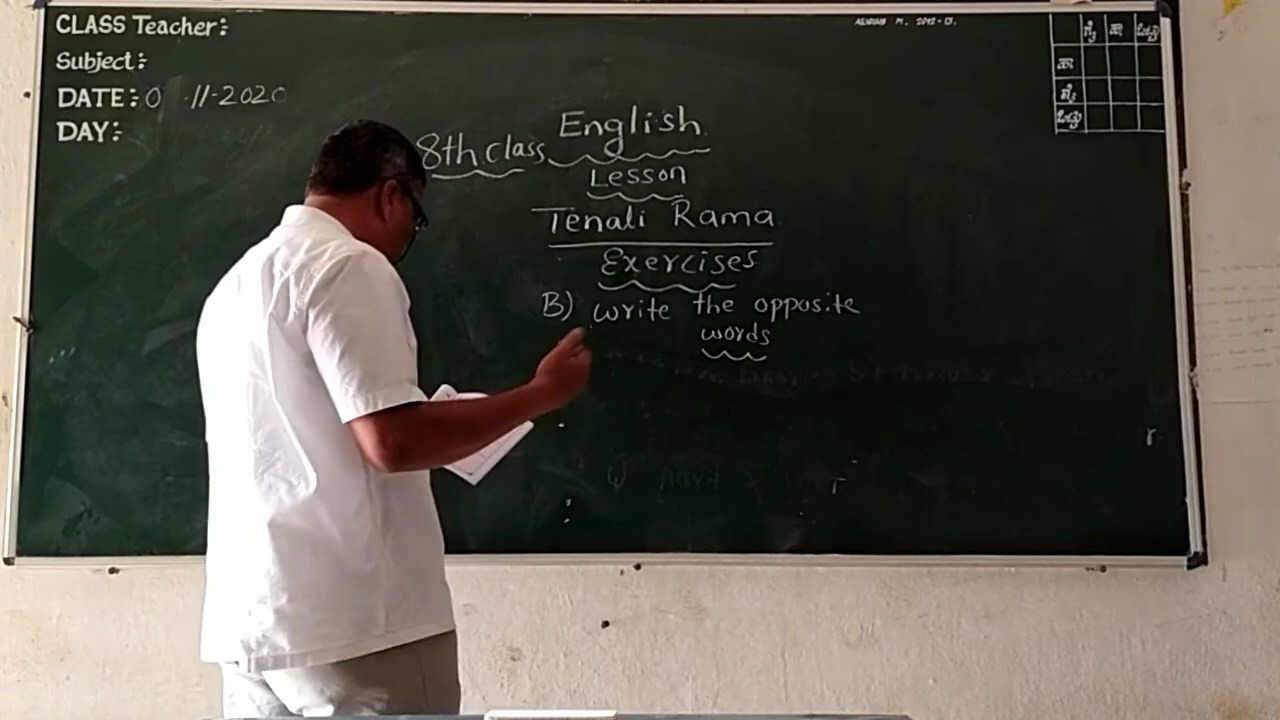 CLASS Teacher:
Subject:
DATE: 0 -11-2020
DAY:
8th class English
Lesson
Tenali Rama
Exercises
B) write the opposite
words
ಹಾ
ಒಟ್ಟು